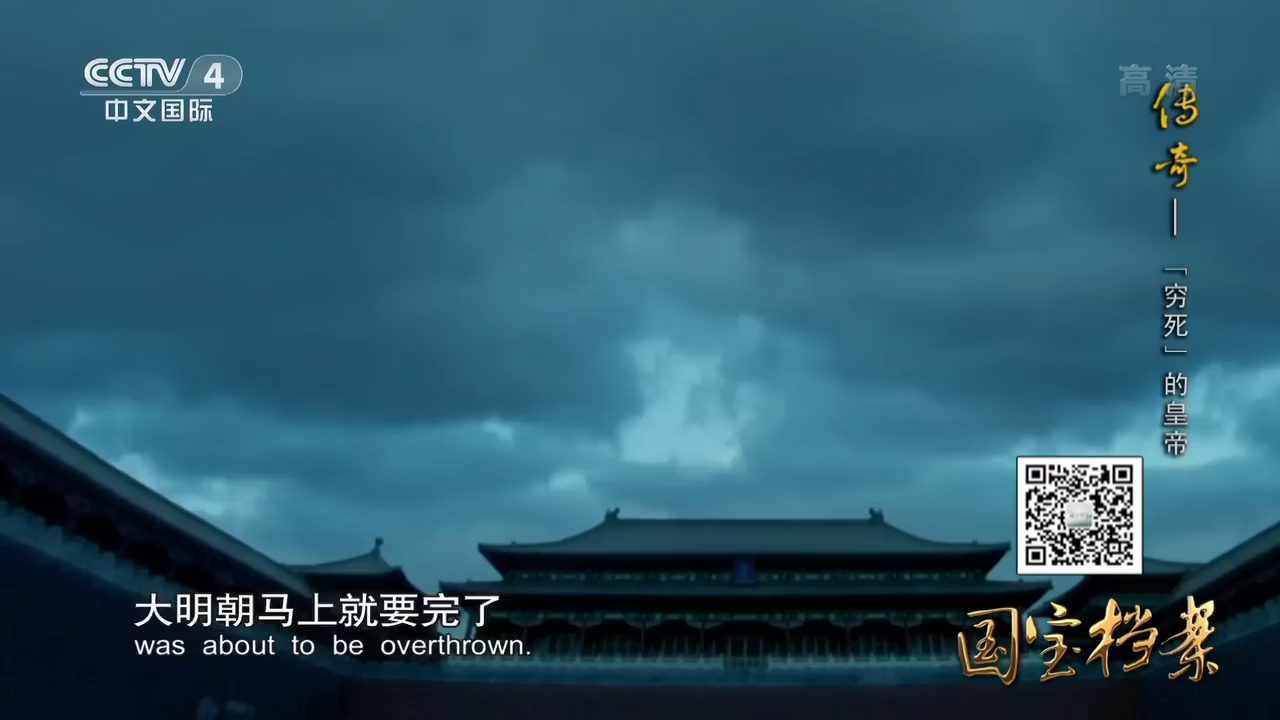 CCTV 4
中文国际
高清
传奇—「穷死」的皇帝
大明朝马上就要完了
was about to be overthrown.
国宝档案